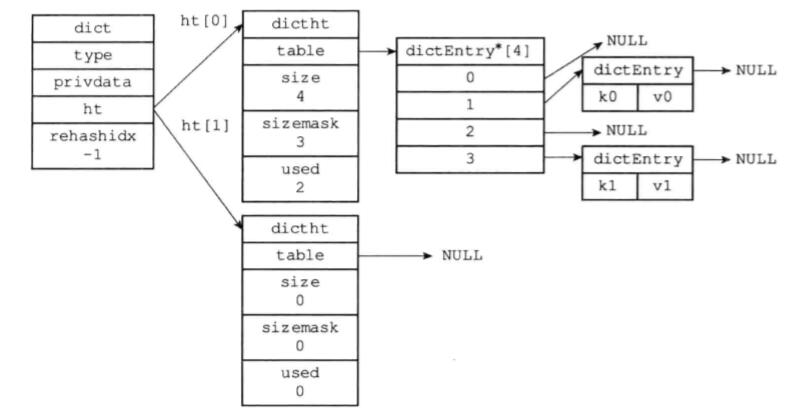 dict
type
privdata
ht
rehashidx
-1
ht[0]
ht[1]
dictht
table
size
4
sizemask
3
used
2
dictEntry*[4]
0
1
2
3
NULL
dictEntry
NULL
k0 v0
NULL
dictEntry
NULL
k1 v1
dictht
table
NULL
size
0
sizemask
0
used
0